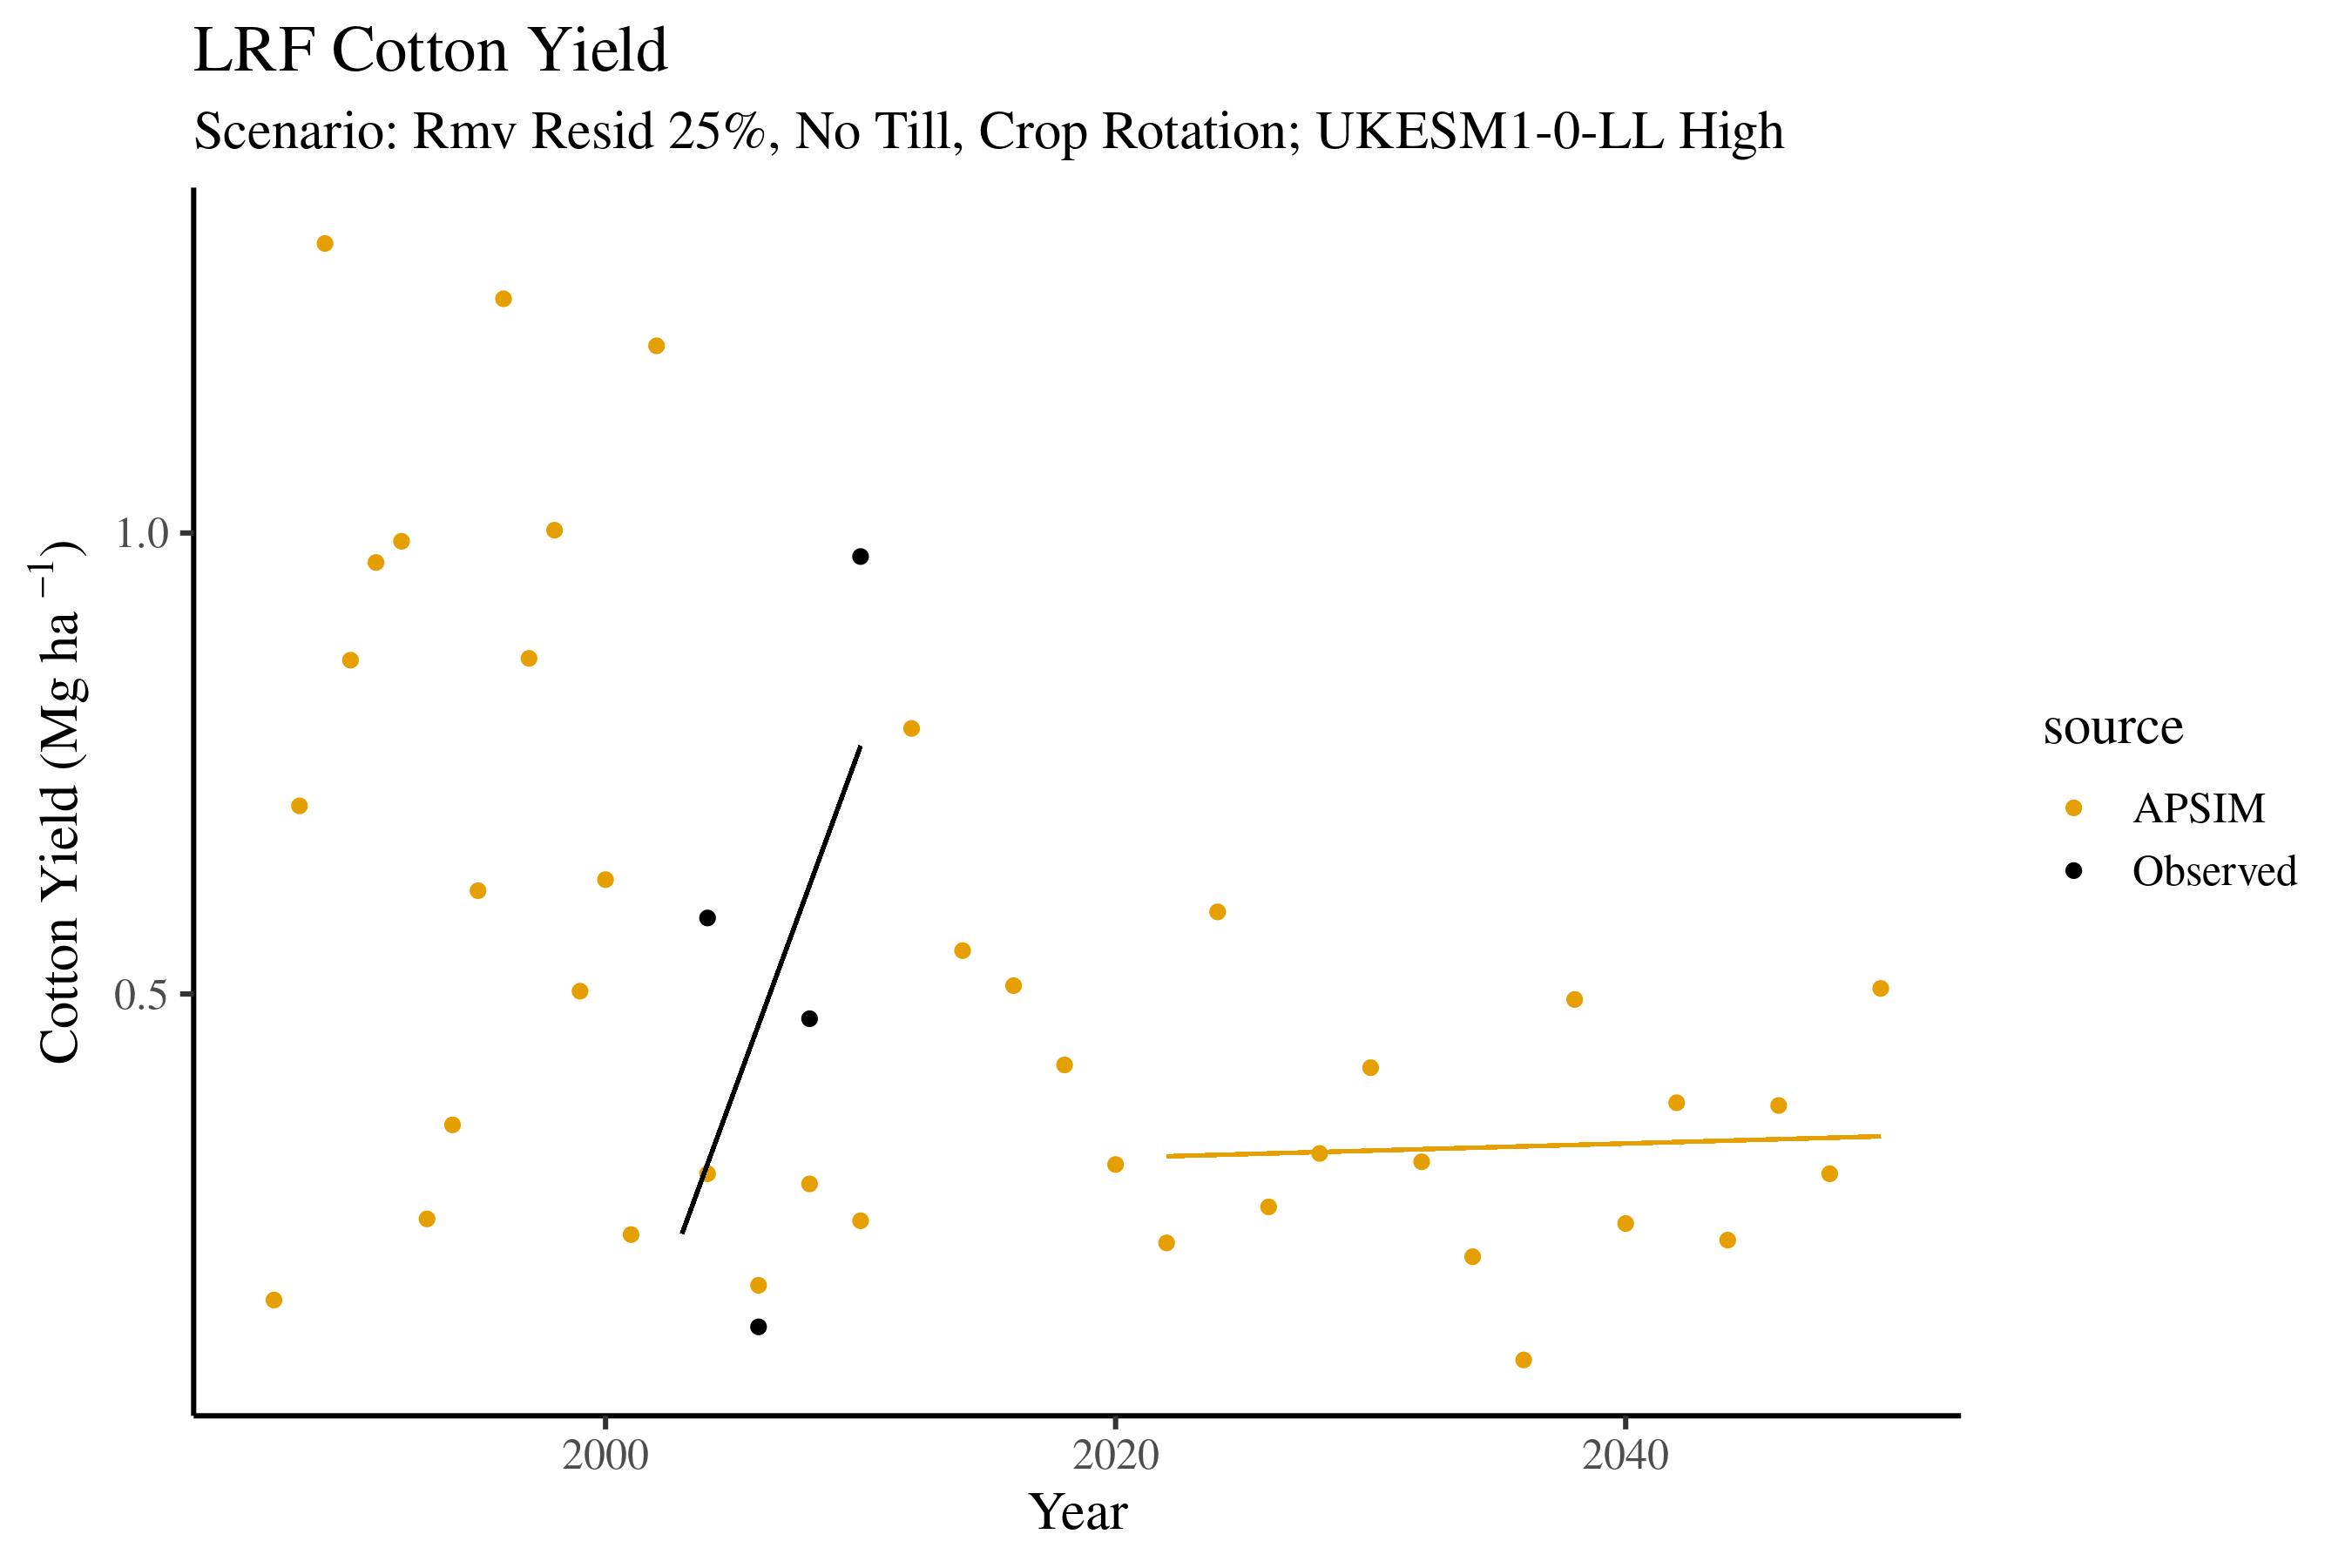 LRF Cotton Yield
Scenario: Rmv Resid 25%, No Till, Crop Rotation; UKESM1-0-LL High
Cotton Yield (Mg ha −1)
1.0
0.5
2000
2020
2040
Year
source
APSIM
Observed